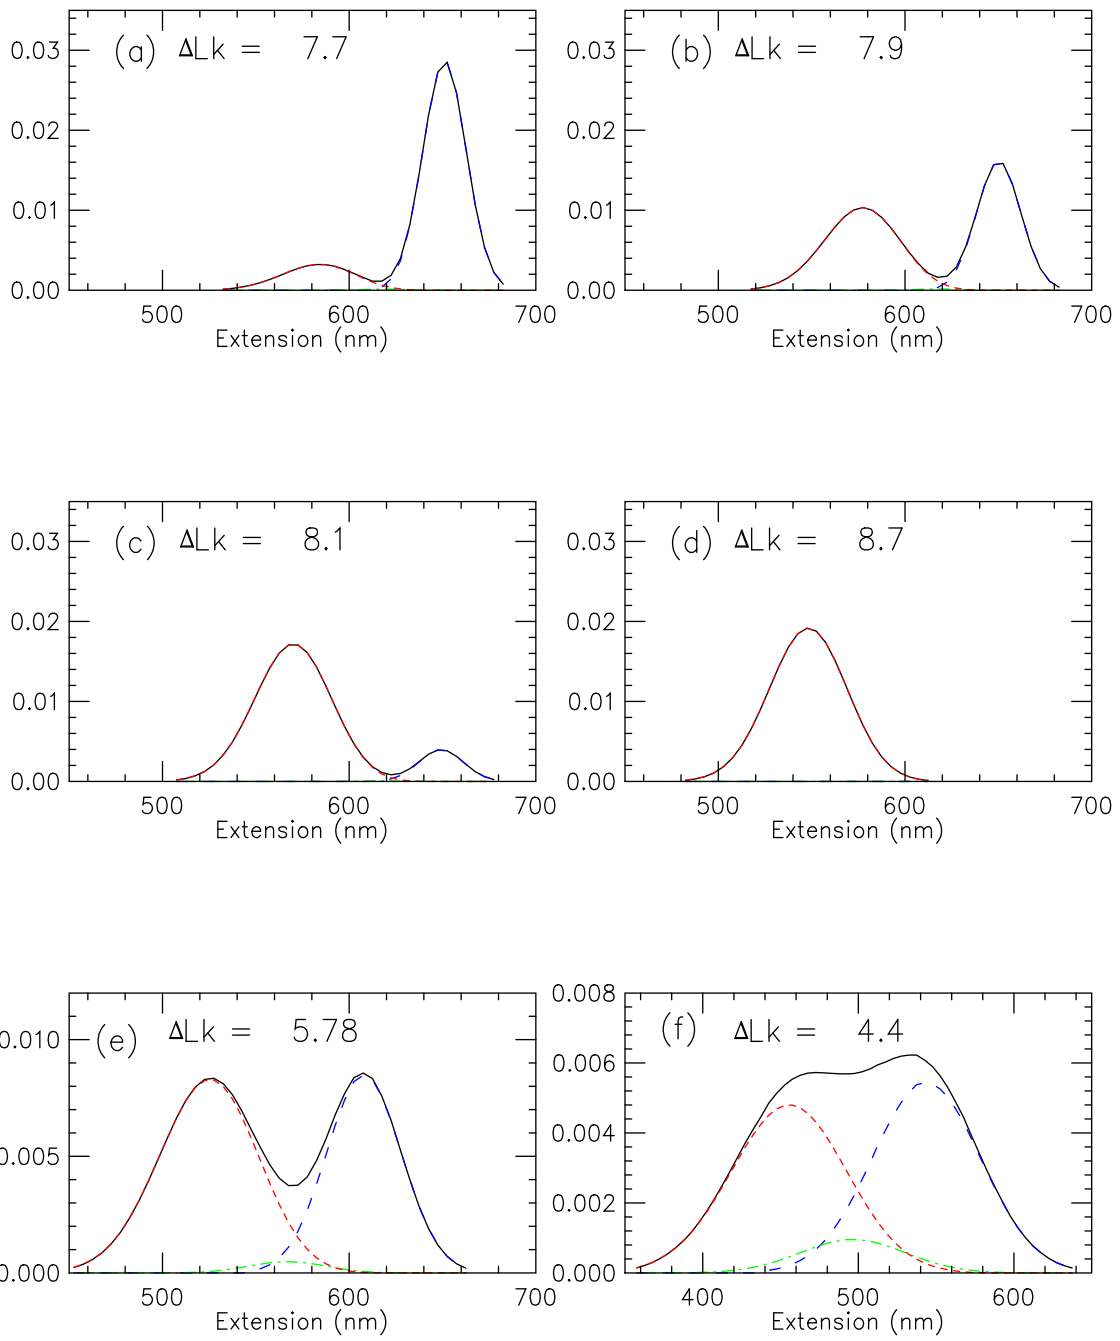 (a) ΔLk = 7.7
0.03
0.02
0.01
0.00
500 600 700
Extension (nm)
(b) ΔLk = 7.9
0.03
0.02
0.01
0.00
500 600 700
Extension (nm)
(c) ΔLk = 8.1
0.03
0.02
0.01
0.00
500 600 700
Extension (nm)
(d) ΔLk = 8.7
0.03
0.02
0.01
0.00
500 600 700
Extension (nm)
(e) ΔLk = 5.78
0.010
0.005
0.000
500 600 700
Extension (nm)
(f) ΔLk = 4.4
0.008
0.006
0.004
0.002
0.000
400 500 600
Extension (nm)